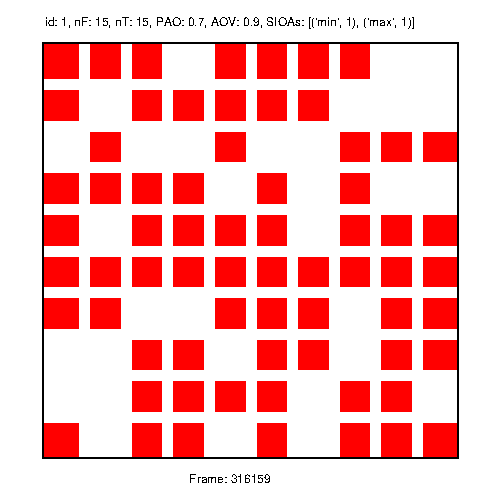 id: 1, nF: 15, nT: 15, PAO: 0.7, AOV: 0.9, SIOAs: [('min', 1), ('max', 1)]
Frame: 316159